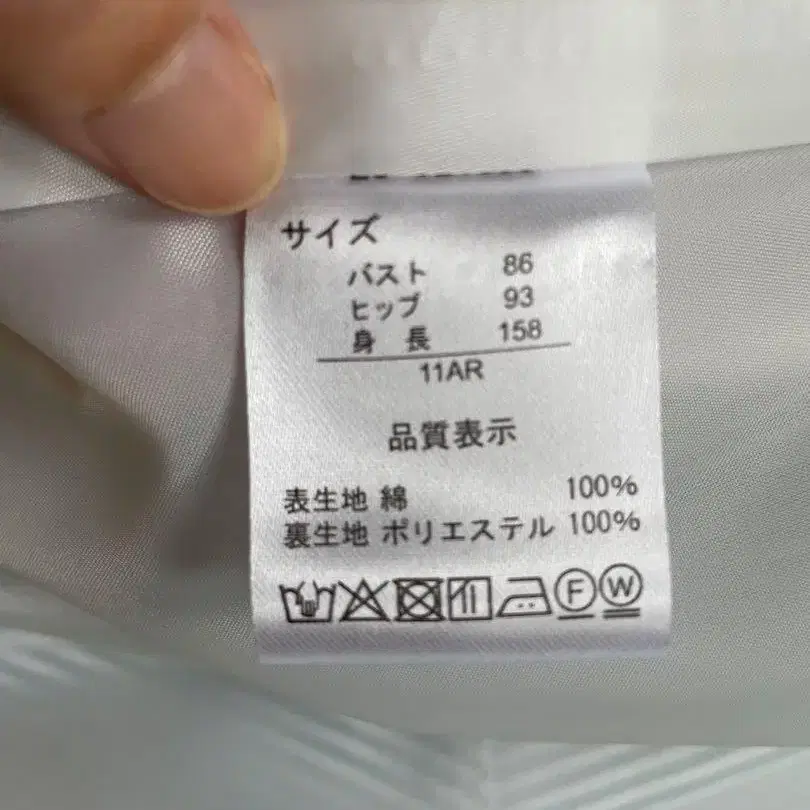 サイズ
バスト 86
ヒップ 93
身 長 158
11AR
品質表示
表生地 綿 100%
裏生地 ポリエステル 100%
F W